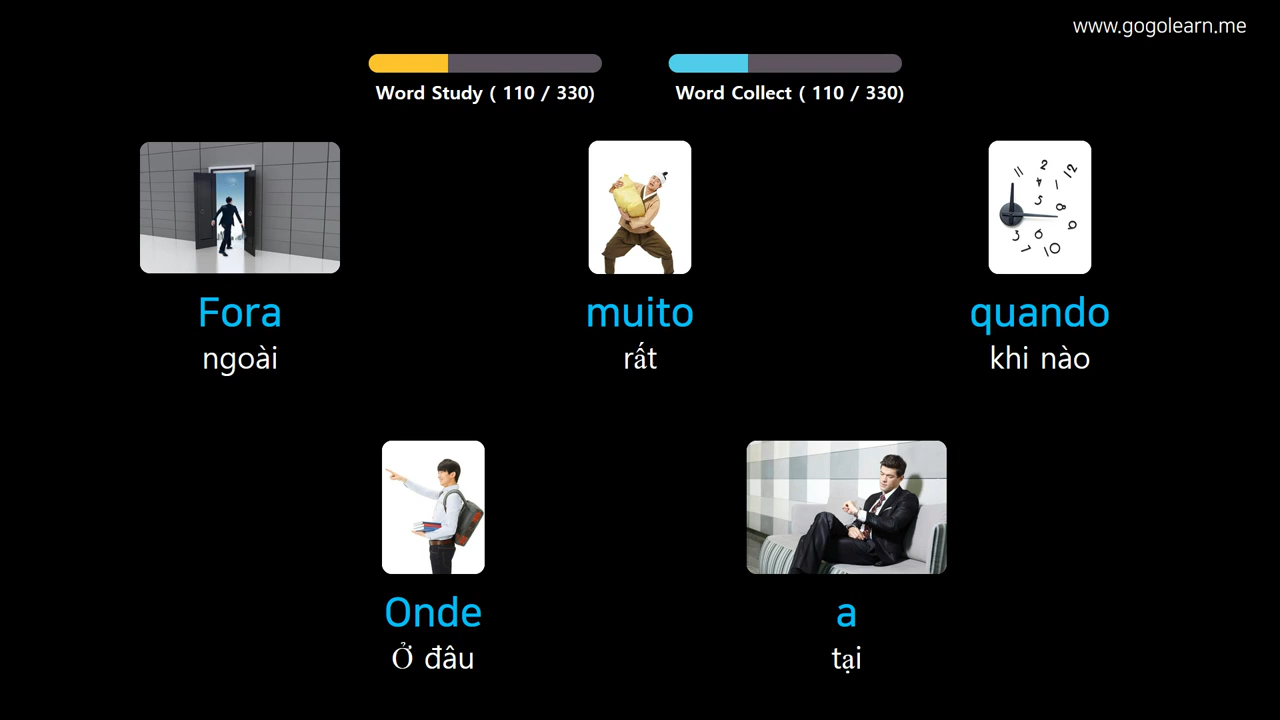 www.gogolearn.me
Word Study ( 110 / 330)
Word Collect ( 110 / 330)
Fora
ngoài
muito
rất
quando
khi nào
Onde
Ở đâu
a
tại